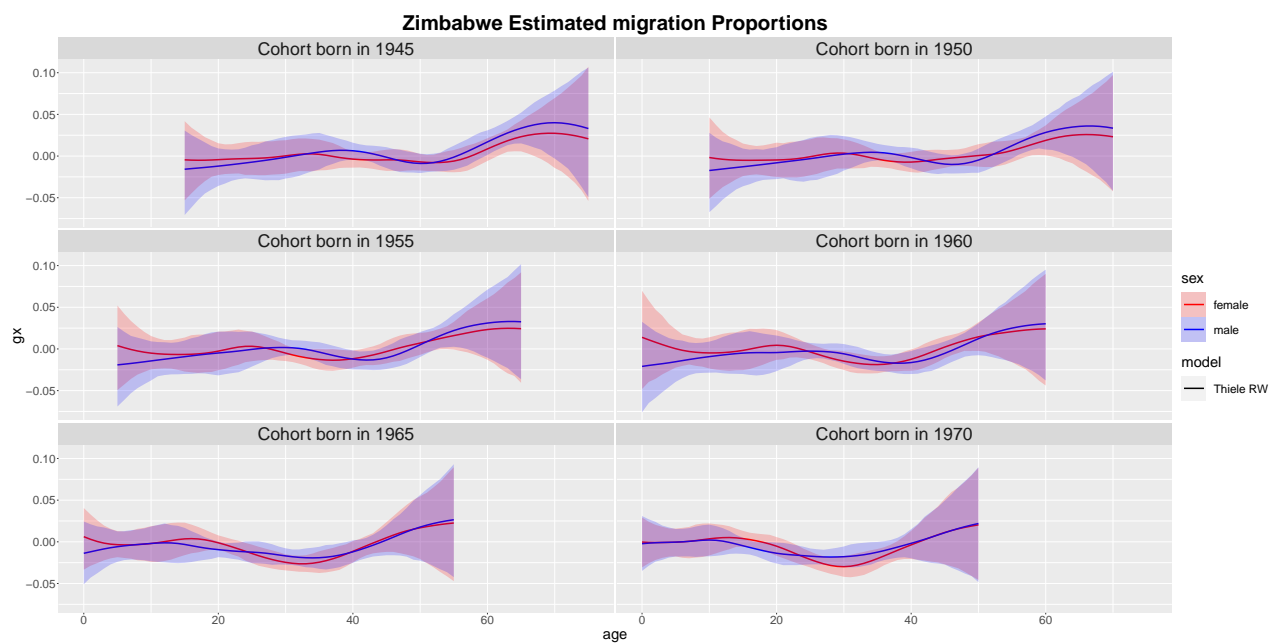 Zimbabwe Estimated migration Proportions
Cohort born in 1945
Cohort born in 1950
0.10
0.05
0.00
−0.05
Cohort born in 1955
Cohort born in 1960
0.10
0.05
0.00
−0.05
gx
Cohort born in 1965
Cohort born in 1970
0.10
0.05
0.00
−0.05
0 20 40 60 0 20 40 60
age
sex
female
male
model
Thiele RW